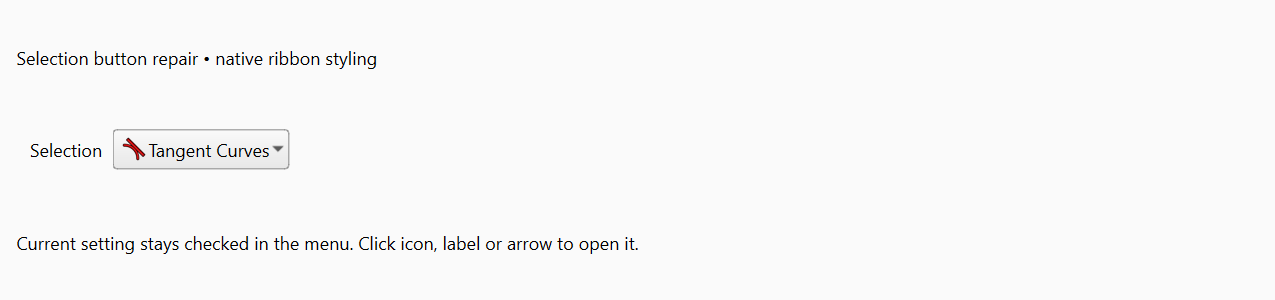 Selection button repair • native ribbon styling
Selection Tangent Curves
Current setting stays checked in the menu. Click icon, label or arrow to open it.